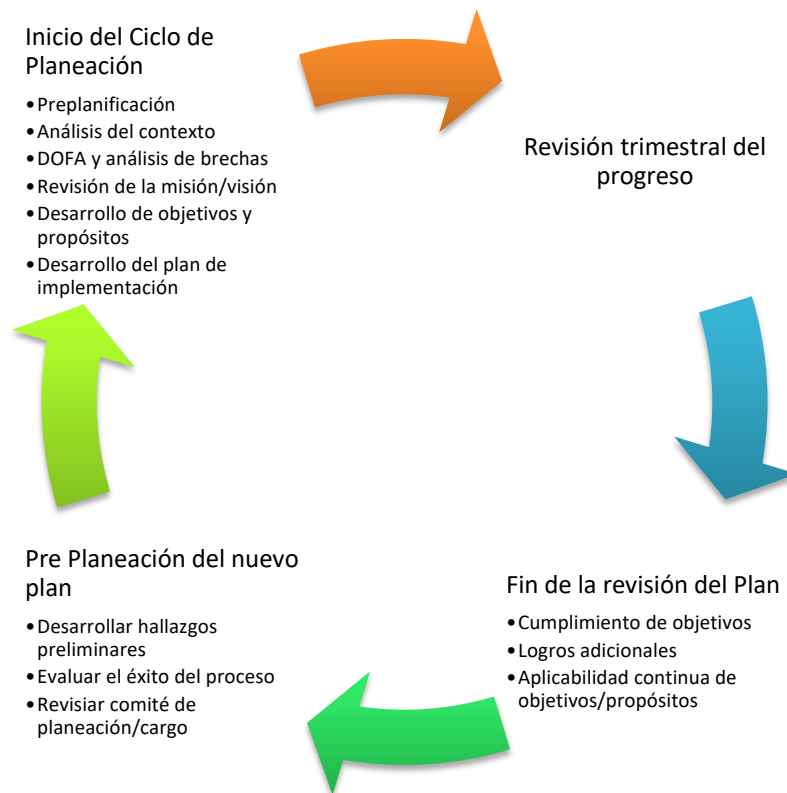 Inicio del Ciclo de
Planeación
•Preplanificación
•Análisis del contexto
•DOFA y análisis de brechas
•Revisión de la misión/visión
•Desarrollo de objetivos y
propósitos
•Desarrollo del plan de
implementación
Revisión trimestral del
progreso
Fin de la revisión del Plan
•Cumplimiento de objetivos
•Logros adicionales
•Aplicabilidad continua de
objetivos/propósitos
Pre Planeación del nuevo
plan
•Desarrollar hallazgos
preliminares
•Evaluar el éxito del proceso
•Revisiar comité de
planeación/cargo